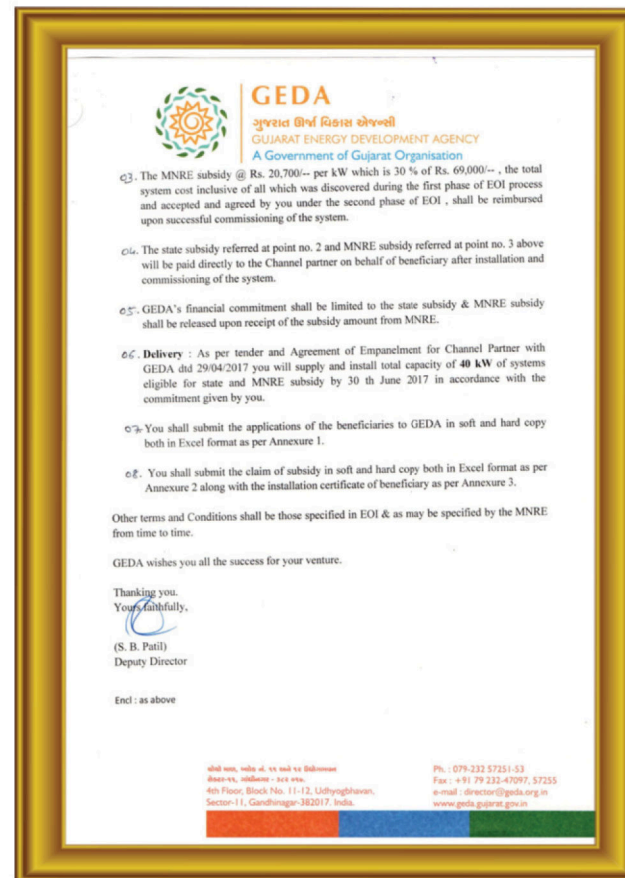 GEDA
ગુજરાત ઊર્જા વિકાસ એજન્સી
GUJARAT ENERGY DEVELOPMENT AGENCY
A Government of Gujarat Organisation
03. The MNRE subsidy @ Rs. 20,700/-- per kW which is 30 % of Rs. 69,000/-- , the total
system cost inclusive of all which was discovered during the first phase of EOI process
and accepted and agreed by you under the second phase of EOI , shall be reimbursed
upon successful commissioning of the system.
04. The state subsidy referred at point no. 2 and MNRE subsidy referred at point no. 3 above
will be paid directly to the Channel partner on behalf of beneficiary after installation and
commissioning of the system.
05. GEDA's financial commitment shall be limited to the state subsidy & MNRE subsidy
shall be released upon receipt of the subsidy amount from MNRE.
06. Delivery : As per tender and Agreement of Empanelment for Channel Partner with
GEDA dtd 29/04/2017 you will supply and install total capacity of 40 kW of systems
eligible for state and MNRE subsidy by 30 th June 2017 in accordance with the
commitment given by you.
07. You shall submit the applications of the beneficiaries to GEDA in soft and hard copy
both in Excel format as per Annexure 1.
08. You shall submit the claim of subsidy in soft and hard copy both in Excel format as per
Annexure 2 along with the installation certificate of beneficiary as per Annexure 3.
Other terms and Conditions shall be those specified in EOI & as may be specified by the MNRE
from time to time.
GEDA wishes you all the success for your venture.
Thanking you.
Yours faithfully,
(S. B. Patil)
Deputy Director
Encl : as above
4th Floor, Block No. 11-12, Udhyogbhavan,
Sector-11, Gandhinagar-382017. India.
Ph. : 079-232 57251-53
Fax : +91 79 232-47097, 57255
e-mail : director@geda.org.in
www.geda.gujarat.gov.in